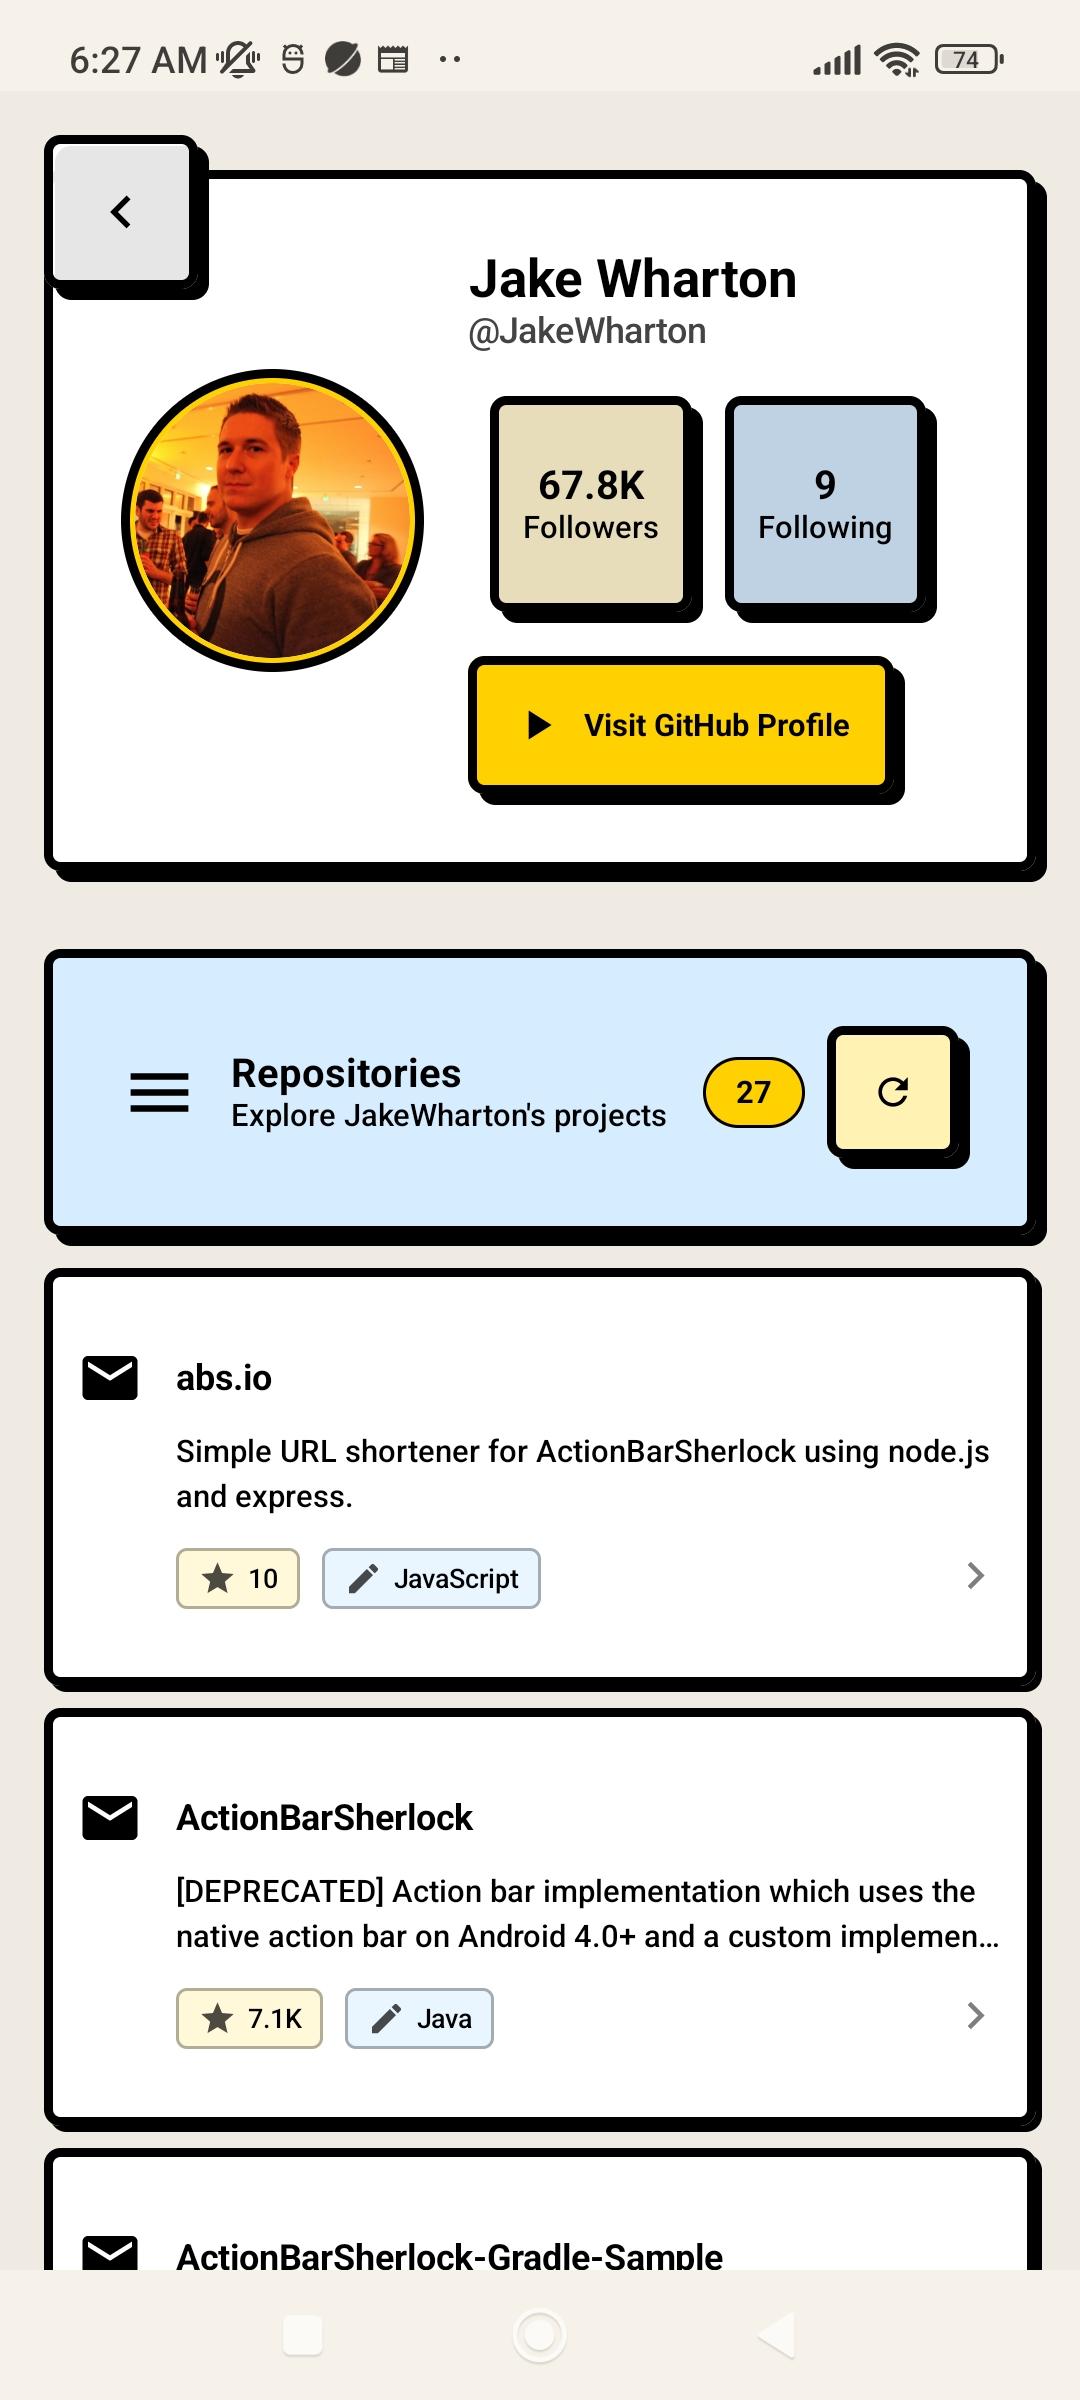 6:27 AM
74
Jake Wharton
@JakeWharton
67.8K
Followers
9
Following
Visit GitHub Profile
Repositories
Explore JakeWharton's projects
27
abs.io
Simple URL shortener for ActionBarSherlock using node.js
and express.
10
JavaScript
ActionBarSherlock
[DEPRECATED] Action bar implementation which uses the
native action bar on Android 4.0+ and a custom implemen…
7.1K
Java
ActionBarSherlock-Gradle-Sample